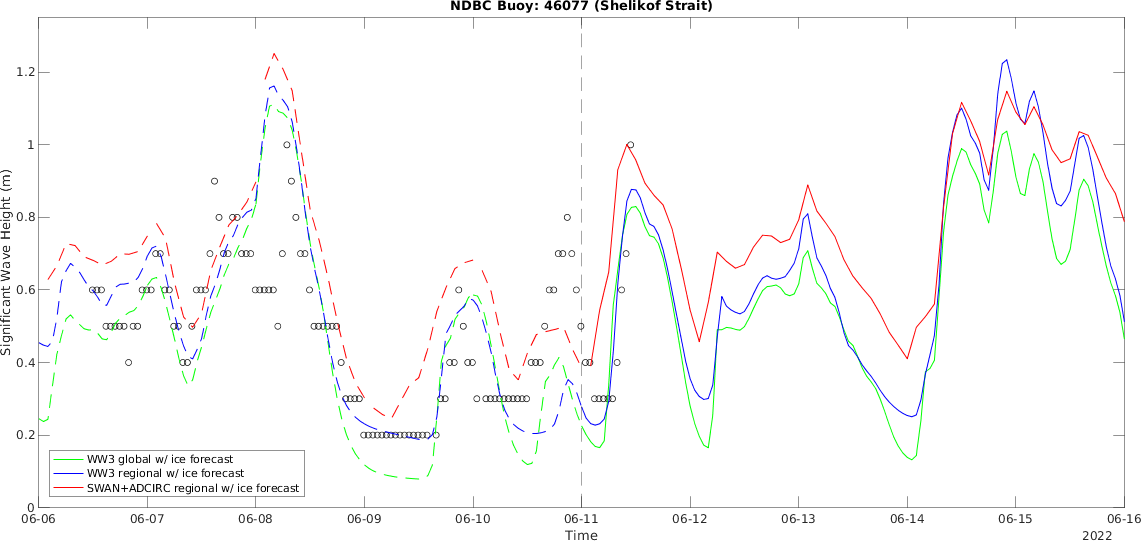 NDBC Buoy: 46077 (Shelikof Strait)
Significant Wave Height (m)
1.2
1
0.8
0.6
0.4
0.2
0
WW3 global w/ ice forecast
WW3 regional w/ ice forecast
SWAN+ADCIRC regional w/ ice forecast
06-06 06-07 06-08 06-09 06-10 06-11 06-12 06-13 06-14 06-15 06-16
Time
2022